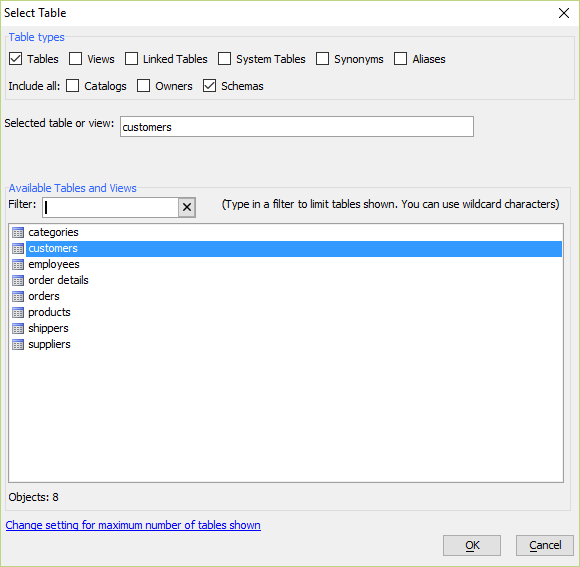 Select Table
Table types
Tables Views Linked Tables System Tables Synonyms Aliases
Include all: Catalogs Owners Schemas
Selected table or view: customers
Available Tables and Views
Filter: (Type in a filter to limit tables shown. You can use wildcard characters)
categories
customers
employees
order details
orders
products
shippers
suppliers
Objects: 8
Change setting for maximum number of tables shown
OK Cancel